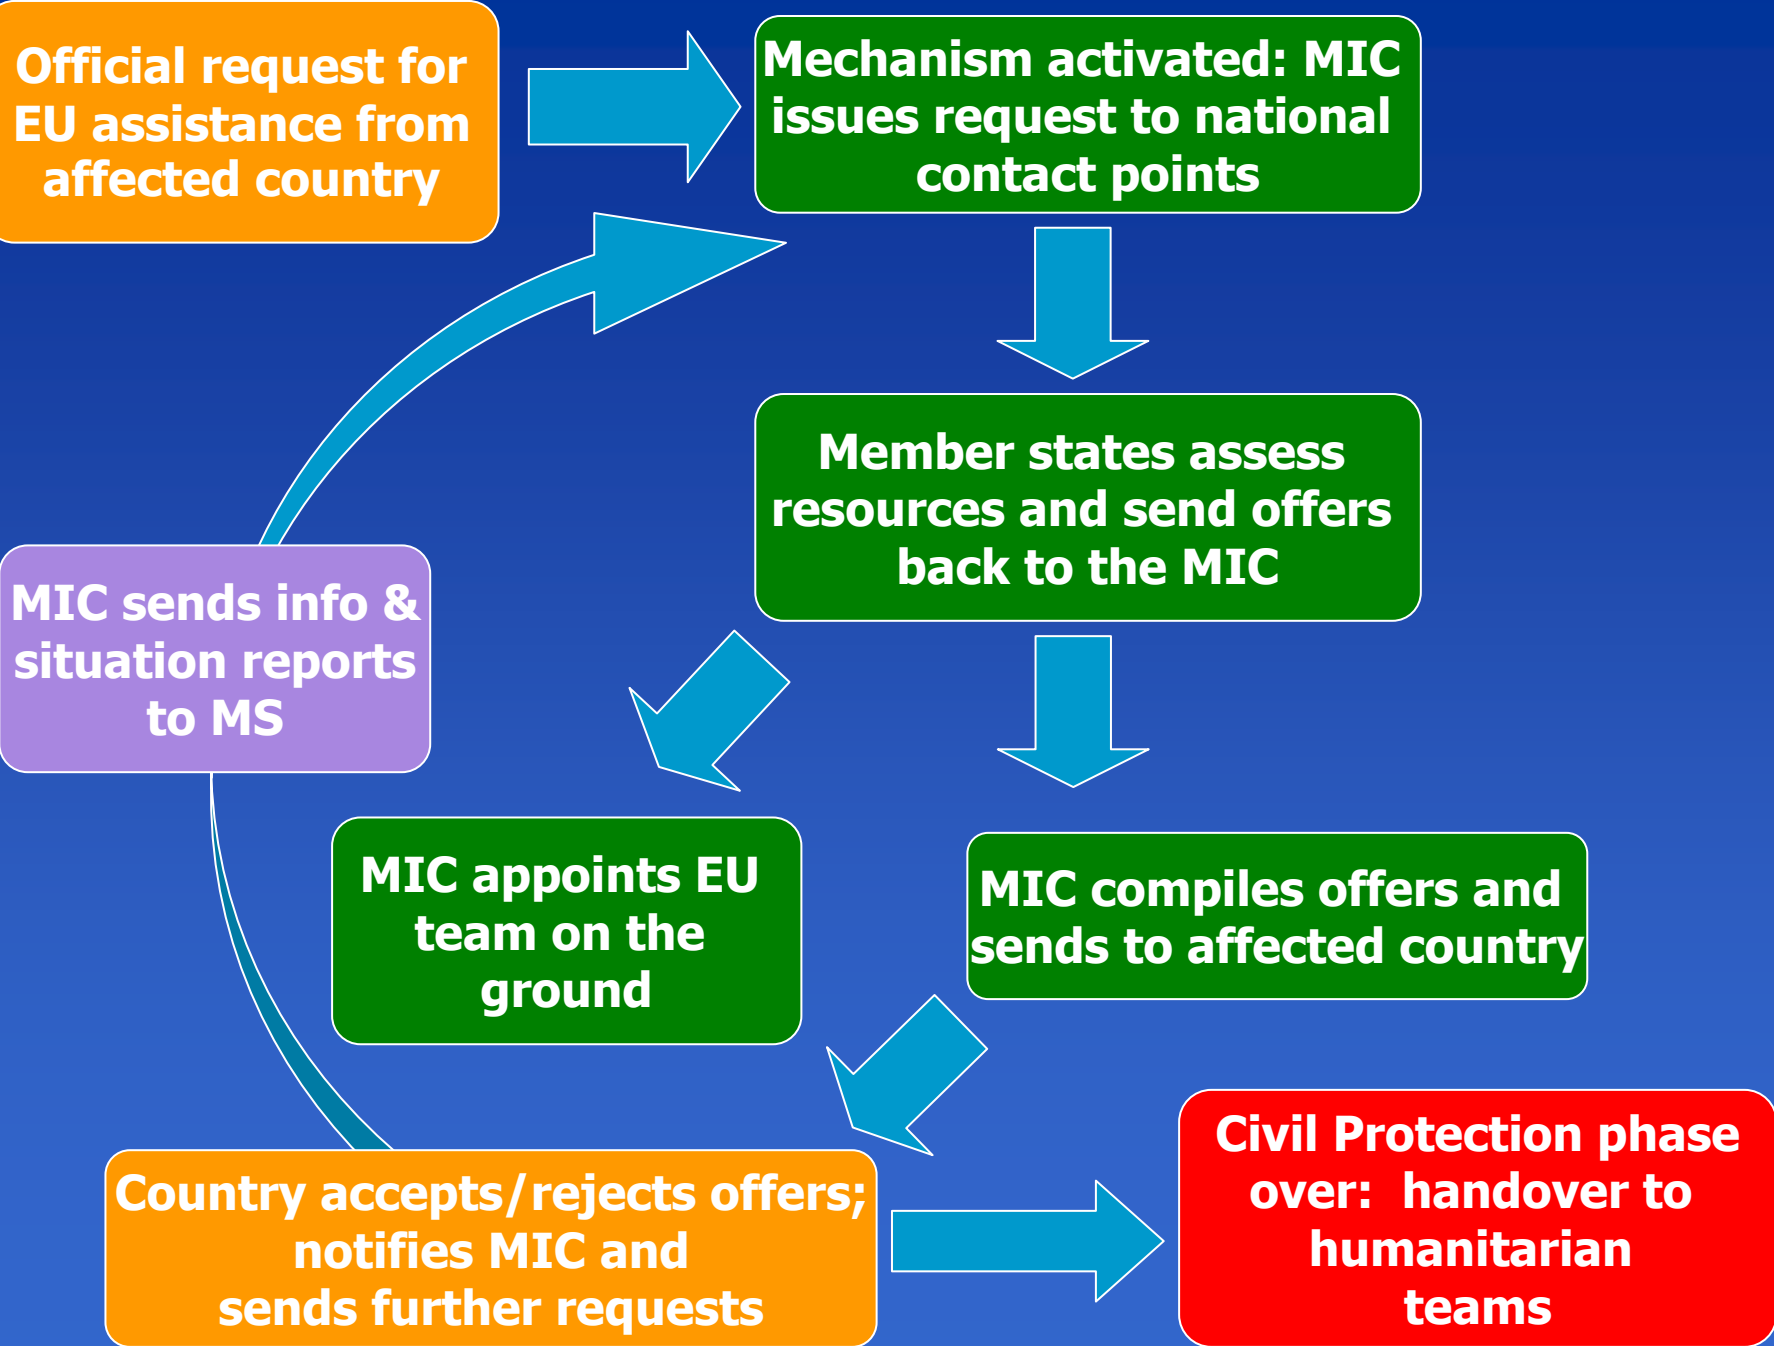 Official request for
EU assistance from
affected country
Mechanism activated: MIC
issues request to national
contact points
Member states assess
resources and send offers
back to the MIC
MIC sends info &
situation reports
to MS
MIC appoints EU
team on the
ground
MIC compiles offers and
sends to affected country
Country accepts/rejects offers;
notifies MIC and
sends further requests
Civil Protection phase
over:  handover to
humanitarian
teams